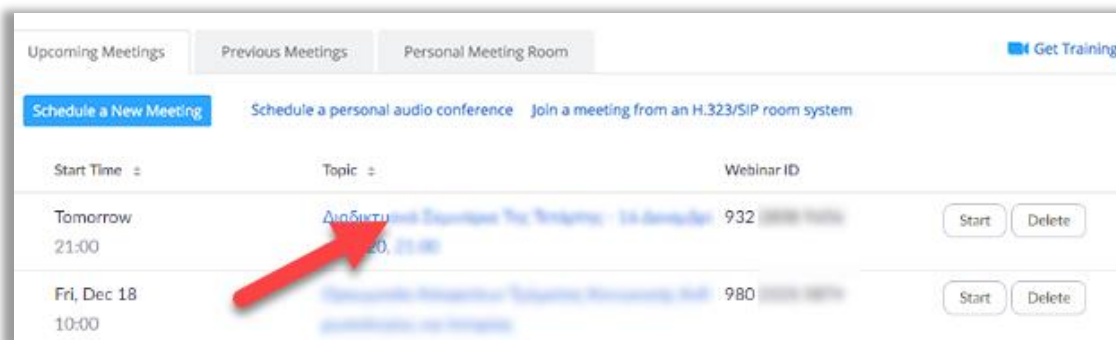 Upcoming Meetings
Previous Meetings
Personal Meeting Room
Get Training
Schedule a New Meeting
Schedule a personal audio conference
Join a meeting from an H.323/SIP room system
Start Time
Topic
Webinar ID
Tomorrow
932
Start
Delete
21:00
20,
Fri, Dec 18
980
Start
Delete
10:00